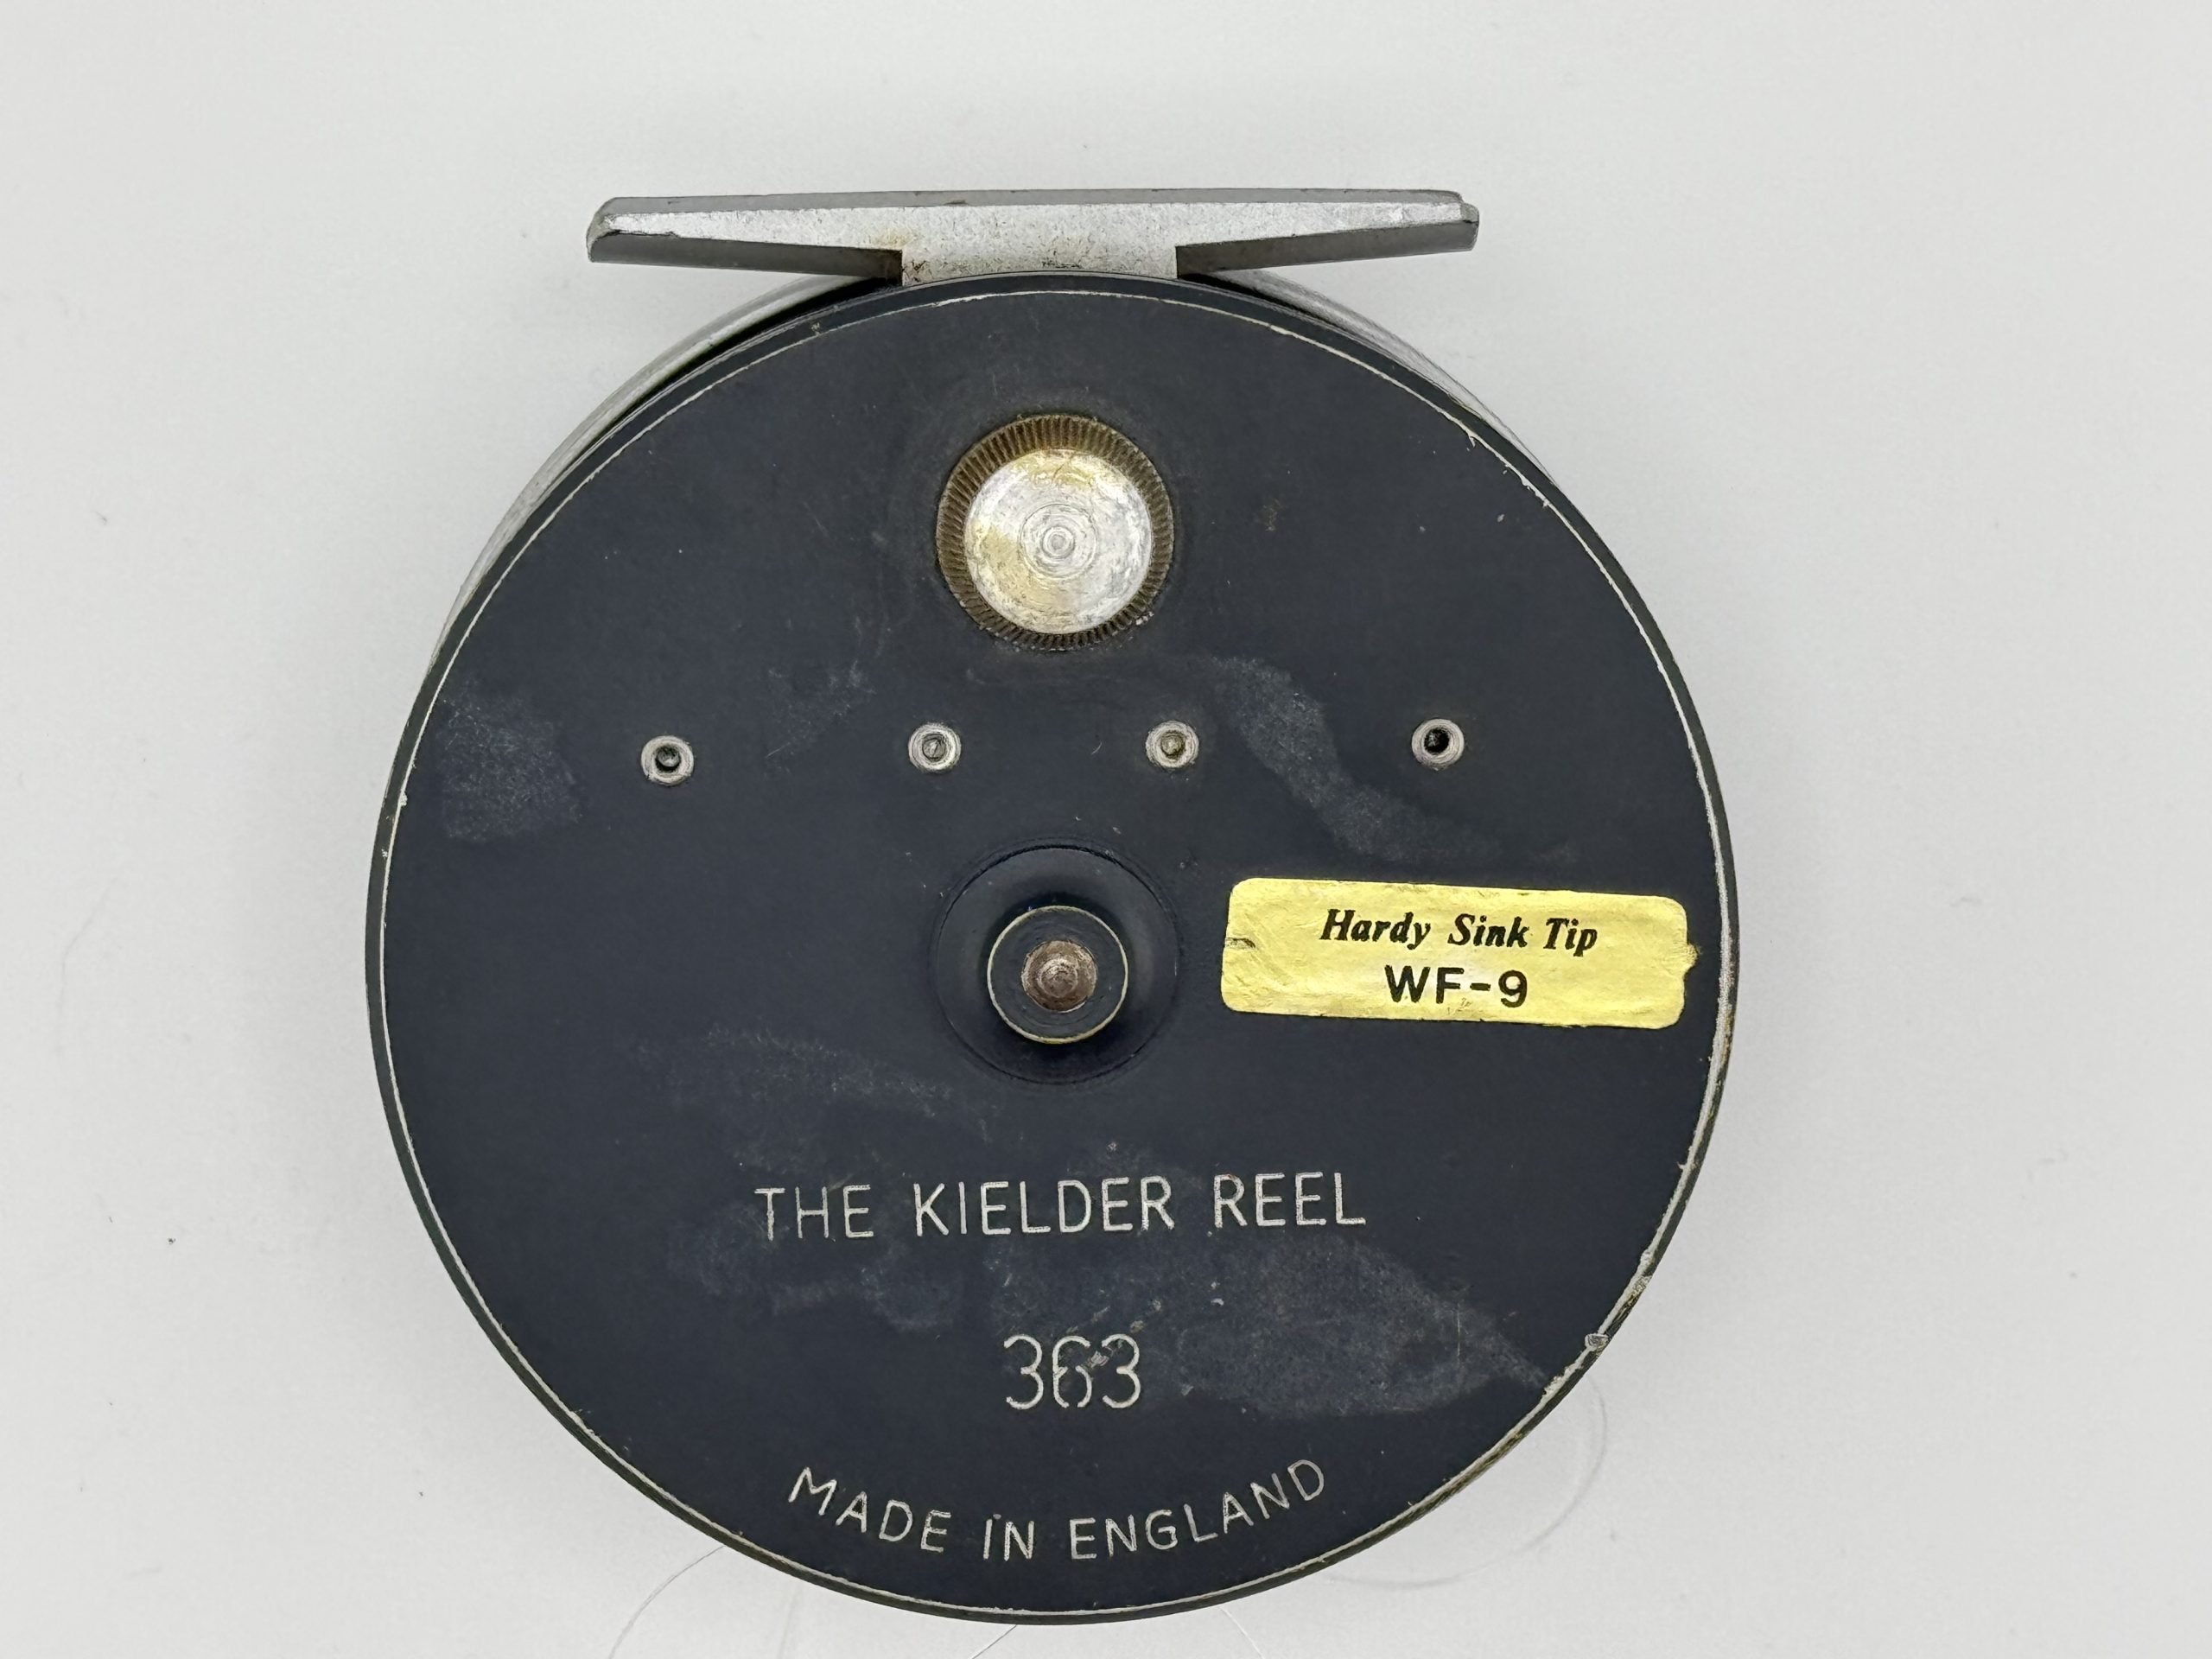 Hardy Sink Tip
WF-9
THE KIELDER REEL
363
MADE IN ENGLAND